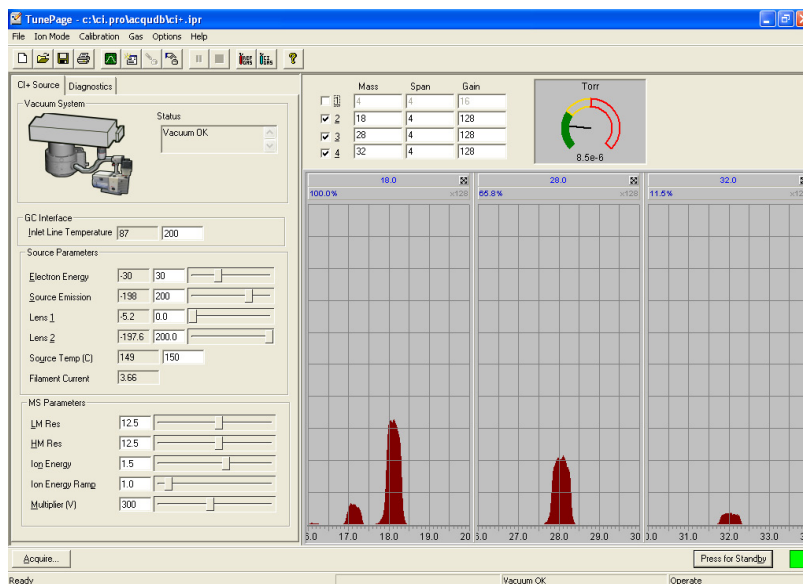 TunePage - c:\ci.pro\acqudb\ci+.ipr
File Ion Mode Calibration Gas Options Help
CI+ Source Diagnostics
Vacuum System
Status
Vacuum OK
GC Interface
Inlet Line Temperature 87 200
Source Parameters
Electron Energy -30 30
Source Emission -198 200
Lens 1 -5.2 0.0
Lens 2 -197.6 200.0
Source Temp (C) 149 150
Filament Current 3.66
MS Parameters
LM Res 12.5
HM Res 12.5
Ion Energy 1.5
Ion Energy Ramp 1.0
Multiplier (V) 300
Mass Span Gain
1 4 4 16
2 18 4 128
3 28 4 128
4 32 4 128
Torr
8.5e-6
18.0 28.0 32.0
100.0% x128 65.8% x128 11.5% x12
17.0 18.0 19.0 20 27.0 28.0 29.0 30 31.0 32.0 33.0
Acquire... Press for Standby
Ready Vacuum OK Operate